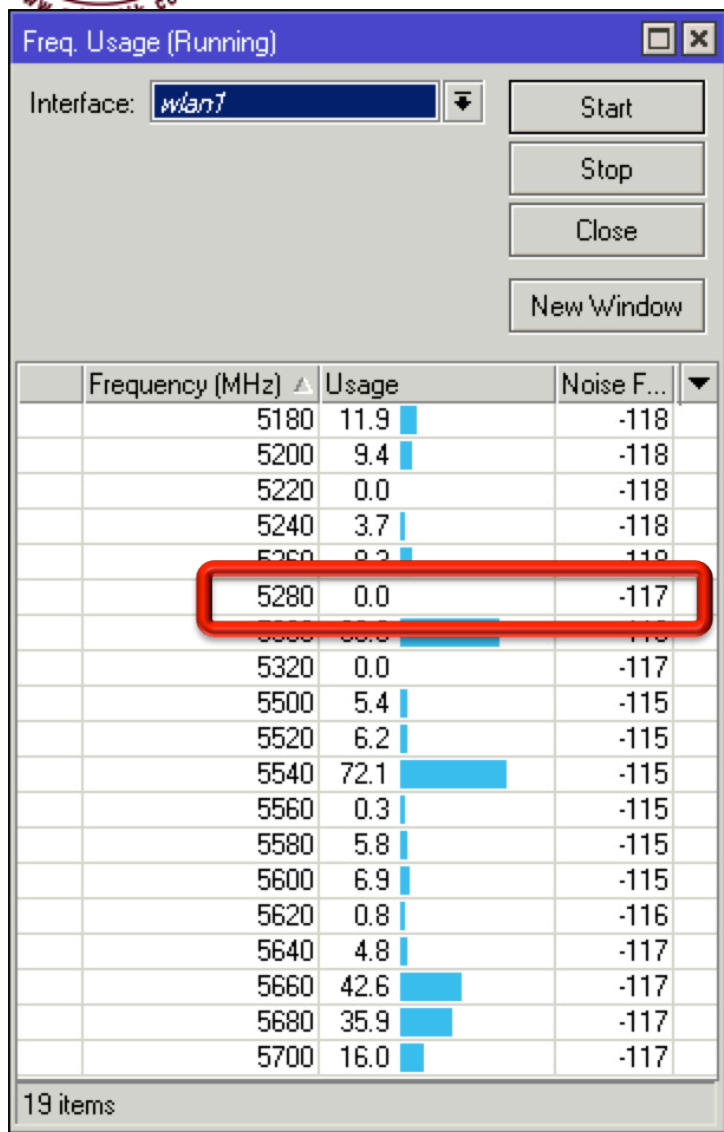 Freq. Usage (Running)
Interface: wlan1
Start
Stop
Close
New Window
Frequency (MHz) Usage Noise F...
5180 11.9 -118
5200 9.4 -118
5220 0.0 -118
5240 3.7 -118
5260 -118
5280 0.0 -117
5320 0.0 -117
5500 5.4 -115
5520 6.2 -115
5540 72.1 -115
5560 0.3 -115
5580 5.8 -115
5600 6.9 -115
5620 0.8 -116
5640 4.8 -117
5660 42.6 -117
5680 35.9 -117
5700 16.0 -117
19 items